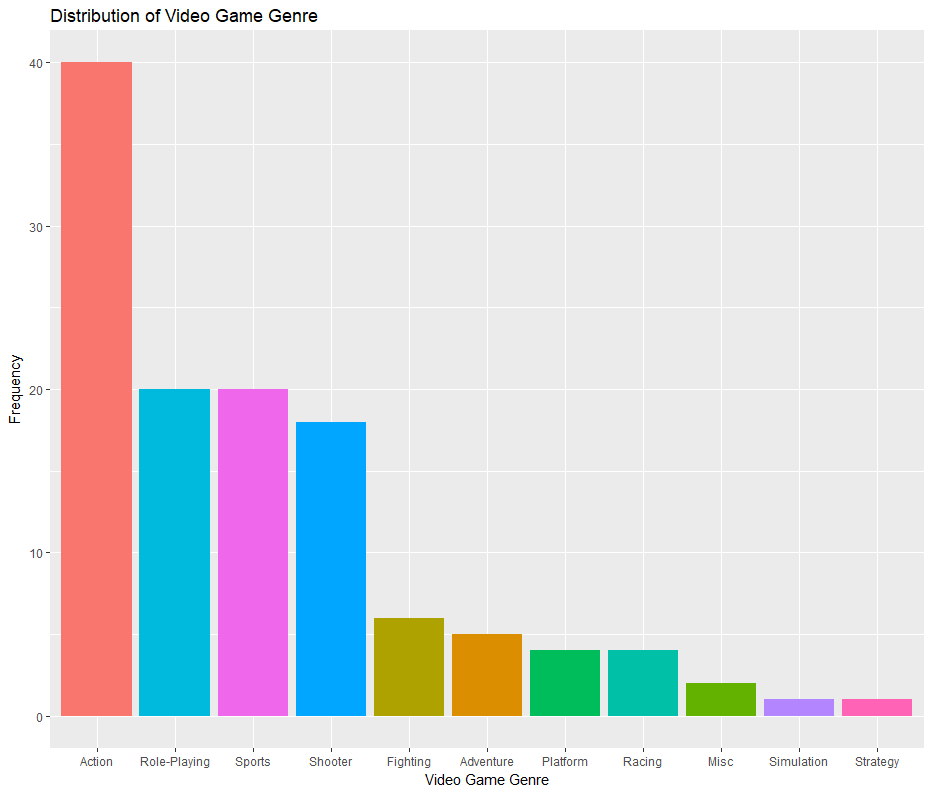 Distribution of Video Game Genre
40
30
20
10
0
Frequency
Action Role-Playing Sports Shooter Fighting Adventure Platform Racing Misc Simulation Strategy
Video Game Genre